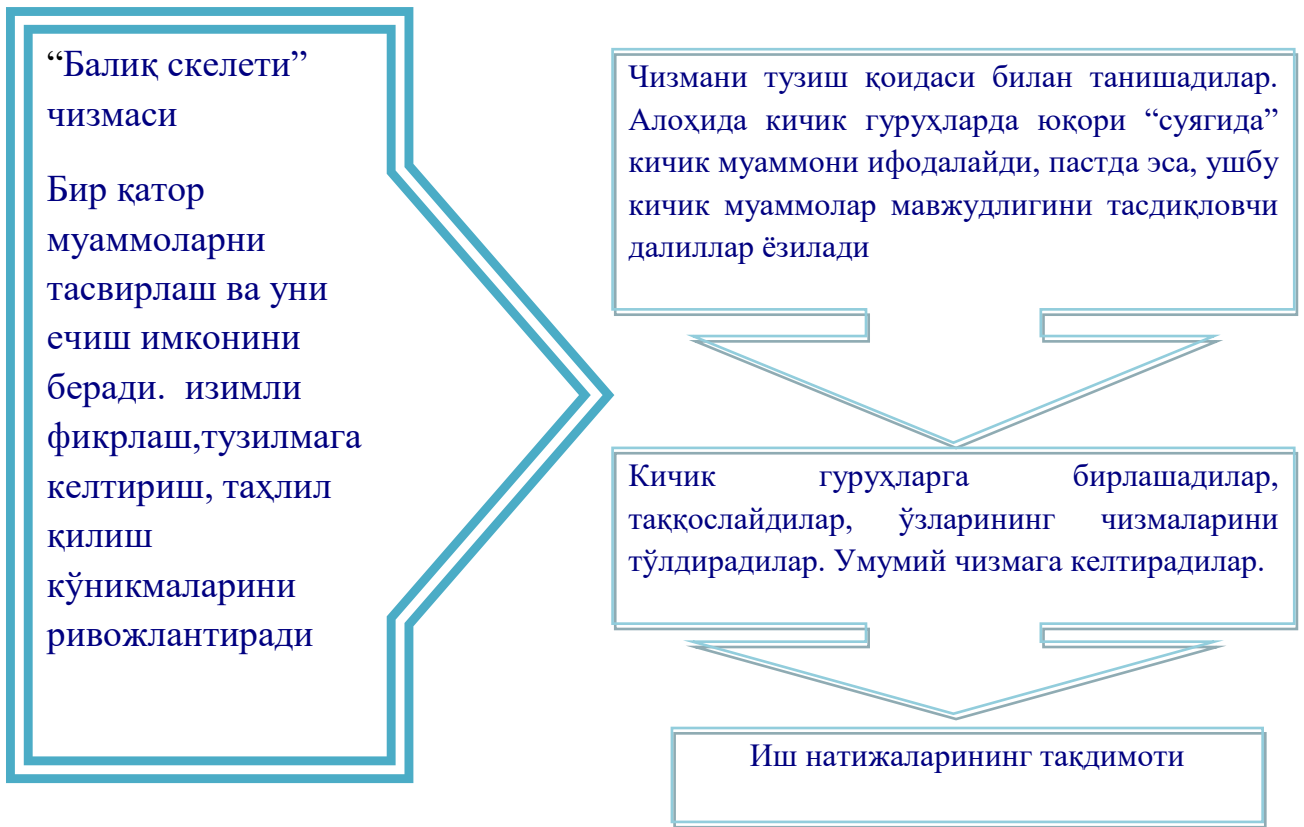 “Балиқ скелети”
чизмаси
Бир қатор
муаммоларни
тасвирлаш ва уни
ечиш имконини
беради. изимли
фикрлаш,тузилмага
келтириш, таҳлил
қилиш
кўникмаларини
ривожлантиради
Чизмани тузиш қоидаси билан танишадилар.
Алоҳида кичик гуруҳларда юқори “суягида”
кичик муаммони ифодалайди, пастда эса, ушбу
кичик муаммолар мавжудлигини тасдиқловчи
далиллар ёзилади
Кичик гуруҳларга бирлашадилар,
таққослайдилар, ўзларининг чизмаларини
тўлдирадилар. Умумий чизмага келтирадилар.
Иш натижаларининг тақдимоти